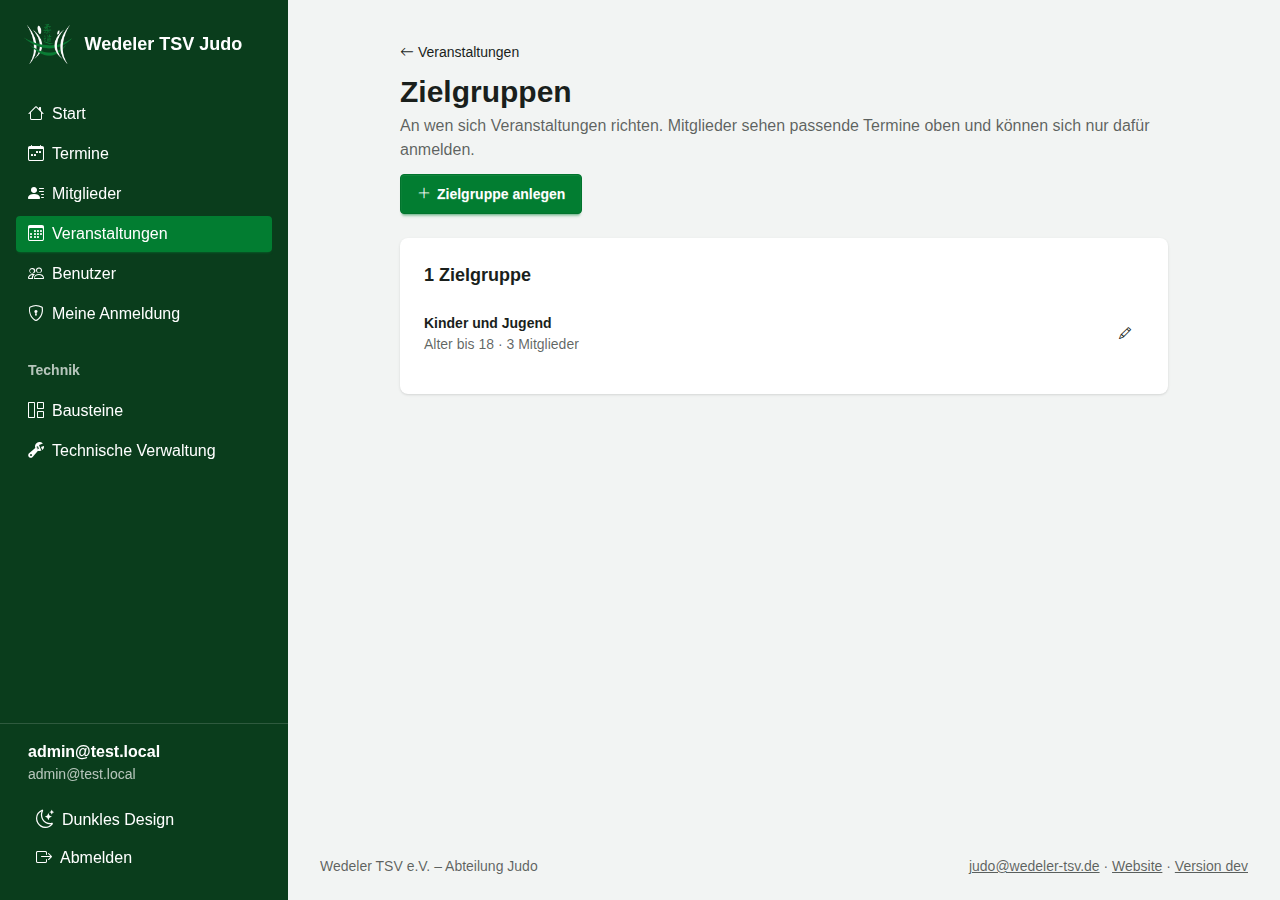 Wedeler TSV Judo
Start
Termine
Mitglieder
Veranstaltungen
Benutzer
Meine Anmeldung
Technik
Bausteine
Technische Verwaltung
admin@test.local
admin@test.local
Dunkles Design
Abmelden
← Veranstaltungen
Zielgruppen
An wen sich Veranstaltungen richten. Mitglieder sehen passende Termine oben und können sich nur dafür
anmelden.
+ Zielgruppe anlegen
1 Zielgruppe
Kinder und Jugend
Alter bis 18 · 3 Mitglieder
Wedeler TSV e.V. – Abteilung Judo
judo@wedeler-tsv.de · Website · Version dev